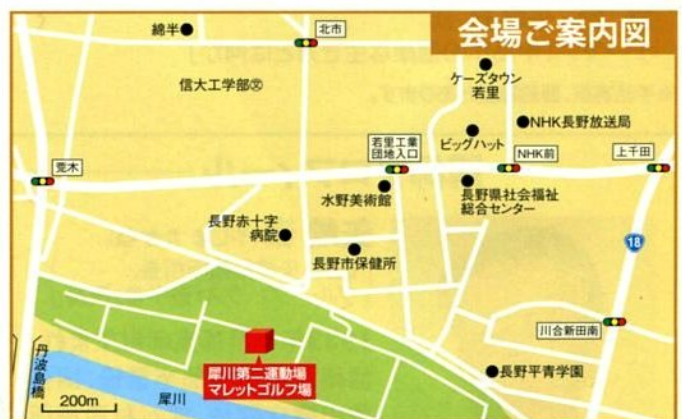 会場ご案内図
綿半
北市
信大工学部㊛
ケーズタウン
若里
NHK長野放送局
ビッグハット
若里工業
団地入口
NHK前
上千田
荒木
水野美術館
長野県社会福祉
総合センター
長野赤十字
病院
長野市保健所
18
川合新田南
犀川第二運動場
マレットゴルフ場
長野平青学園
丹波島橋
犀川
200m